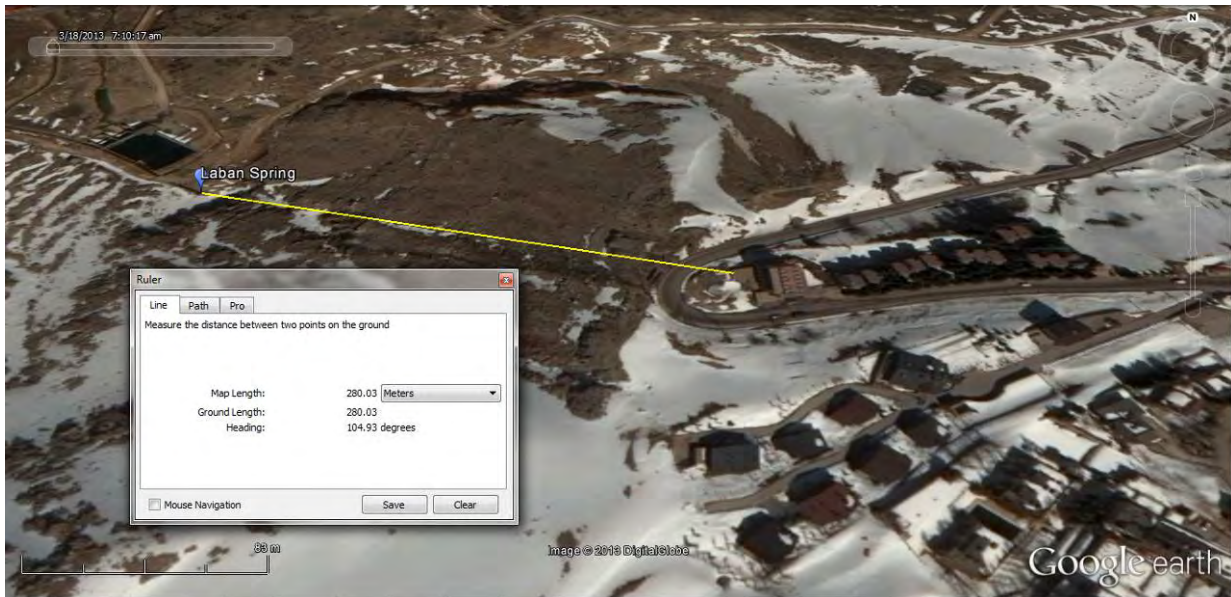 3/18/2013 7:10:17 am
N
Laban Spring
Ruler
Line Path Pro
Measure the distance between two points on the ground
Map Length: 280.03 Meters
Ground Length: 280.03
Heading: 104.93 degrees
Mouse Navigation Save Clear
83 m
Image © 2013 DigitalGlobe
Google earth